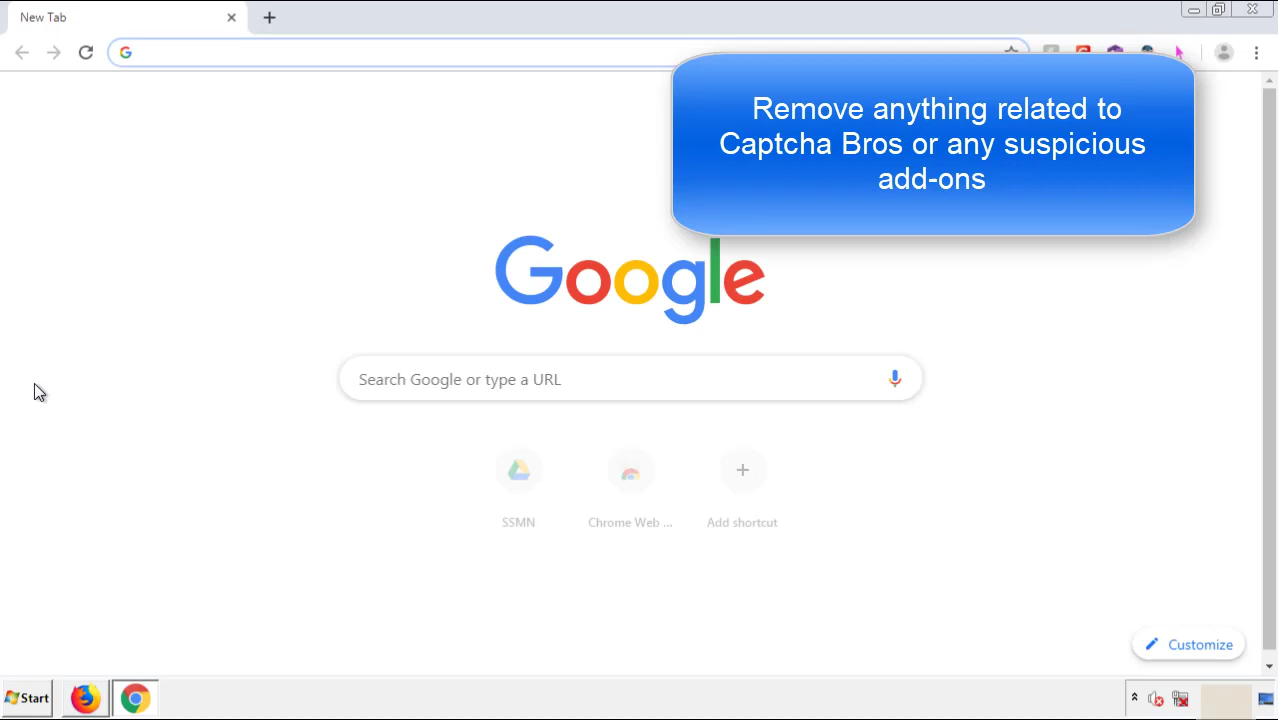 New Tab
Remove anything related to
Captcha Bros or any suspicious
add-ons
Google
Search Google or type a URL
SSMN
Chrome Web ...
Add shortcut
Customize
Start